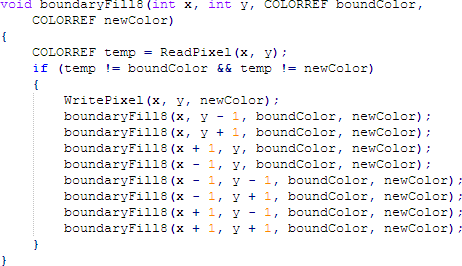 void boundaryFill8(int x, int y, COLORREF boundColor,
COLORREF newColor)
{
COLORREF temp = ReadPixel(x, y);
if (temp != boundColor && temp != newColor)
{
WritePixel(x, y, newColor);
boundaryFill8(x, y - 1, boundColor, newColor);
boundaryFill8(x, y + 1, boundColor, newColor);
boundaryFill8(x + 1, y, boundColor, newColor);
boundaryFill8(x - 1, y, boundColor, newColor);
boundaryFill8(x - 1, y - 1, boundColor, newColor);
boundaryFill8(x - 1, y + 1, boundColor, newColor);
boundaryFill8(x + 1, y - 1, boundColor, newColor);
boundaryFill8(x + 1, y + 1, boundColor, newColor);
}
}